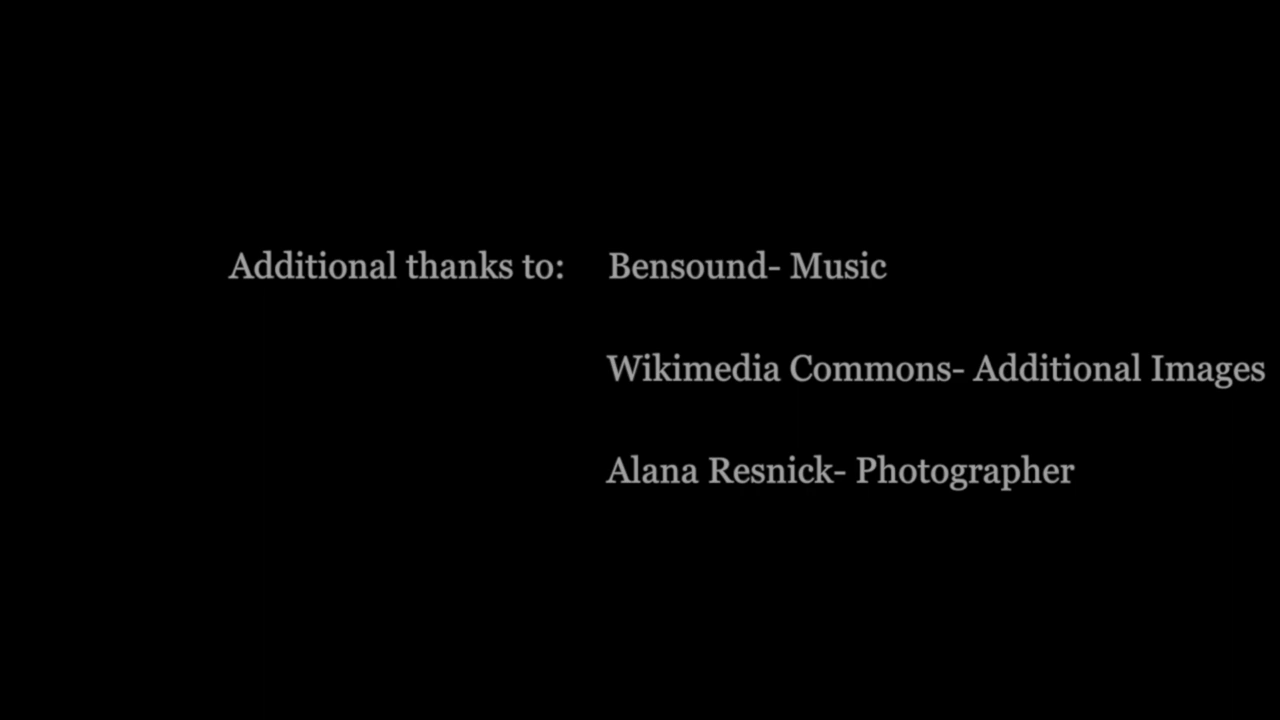 Additional thanks to: Bensound- Music
Wikimedia Commons- Additional Images
Alana Resnick- Photographer